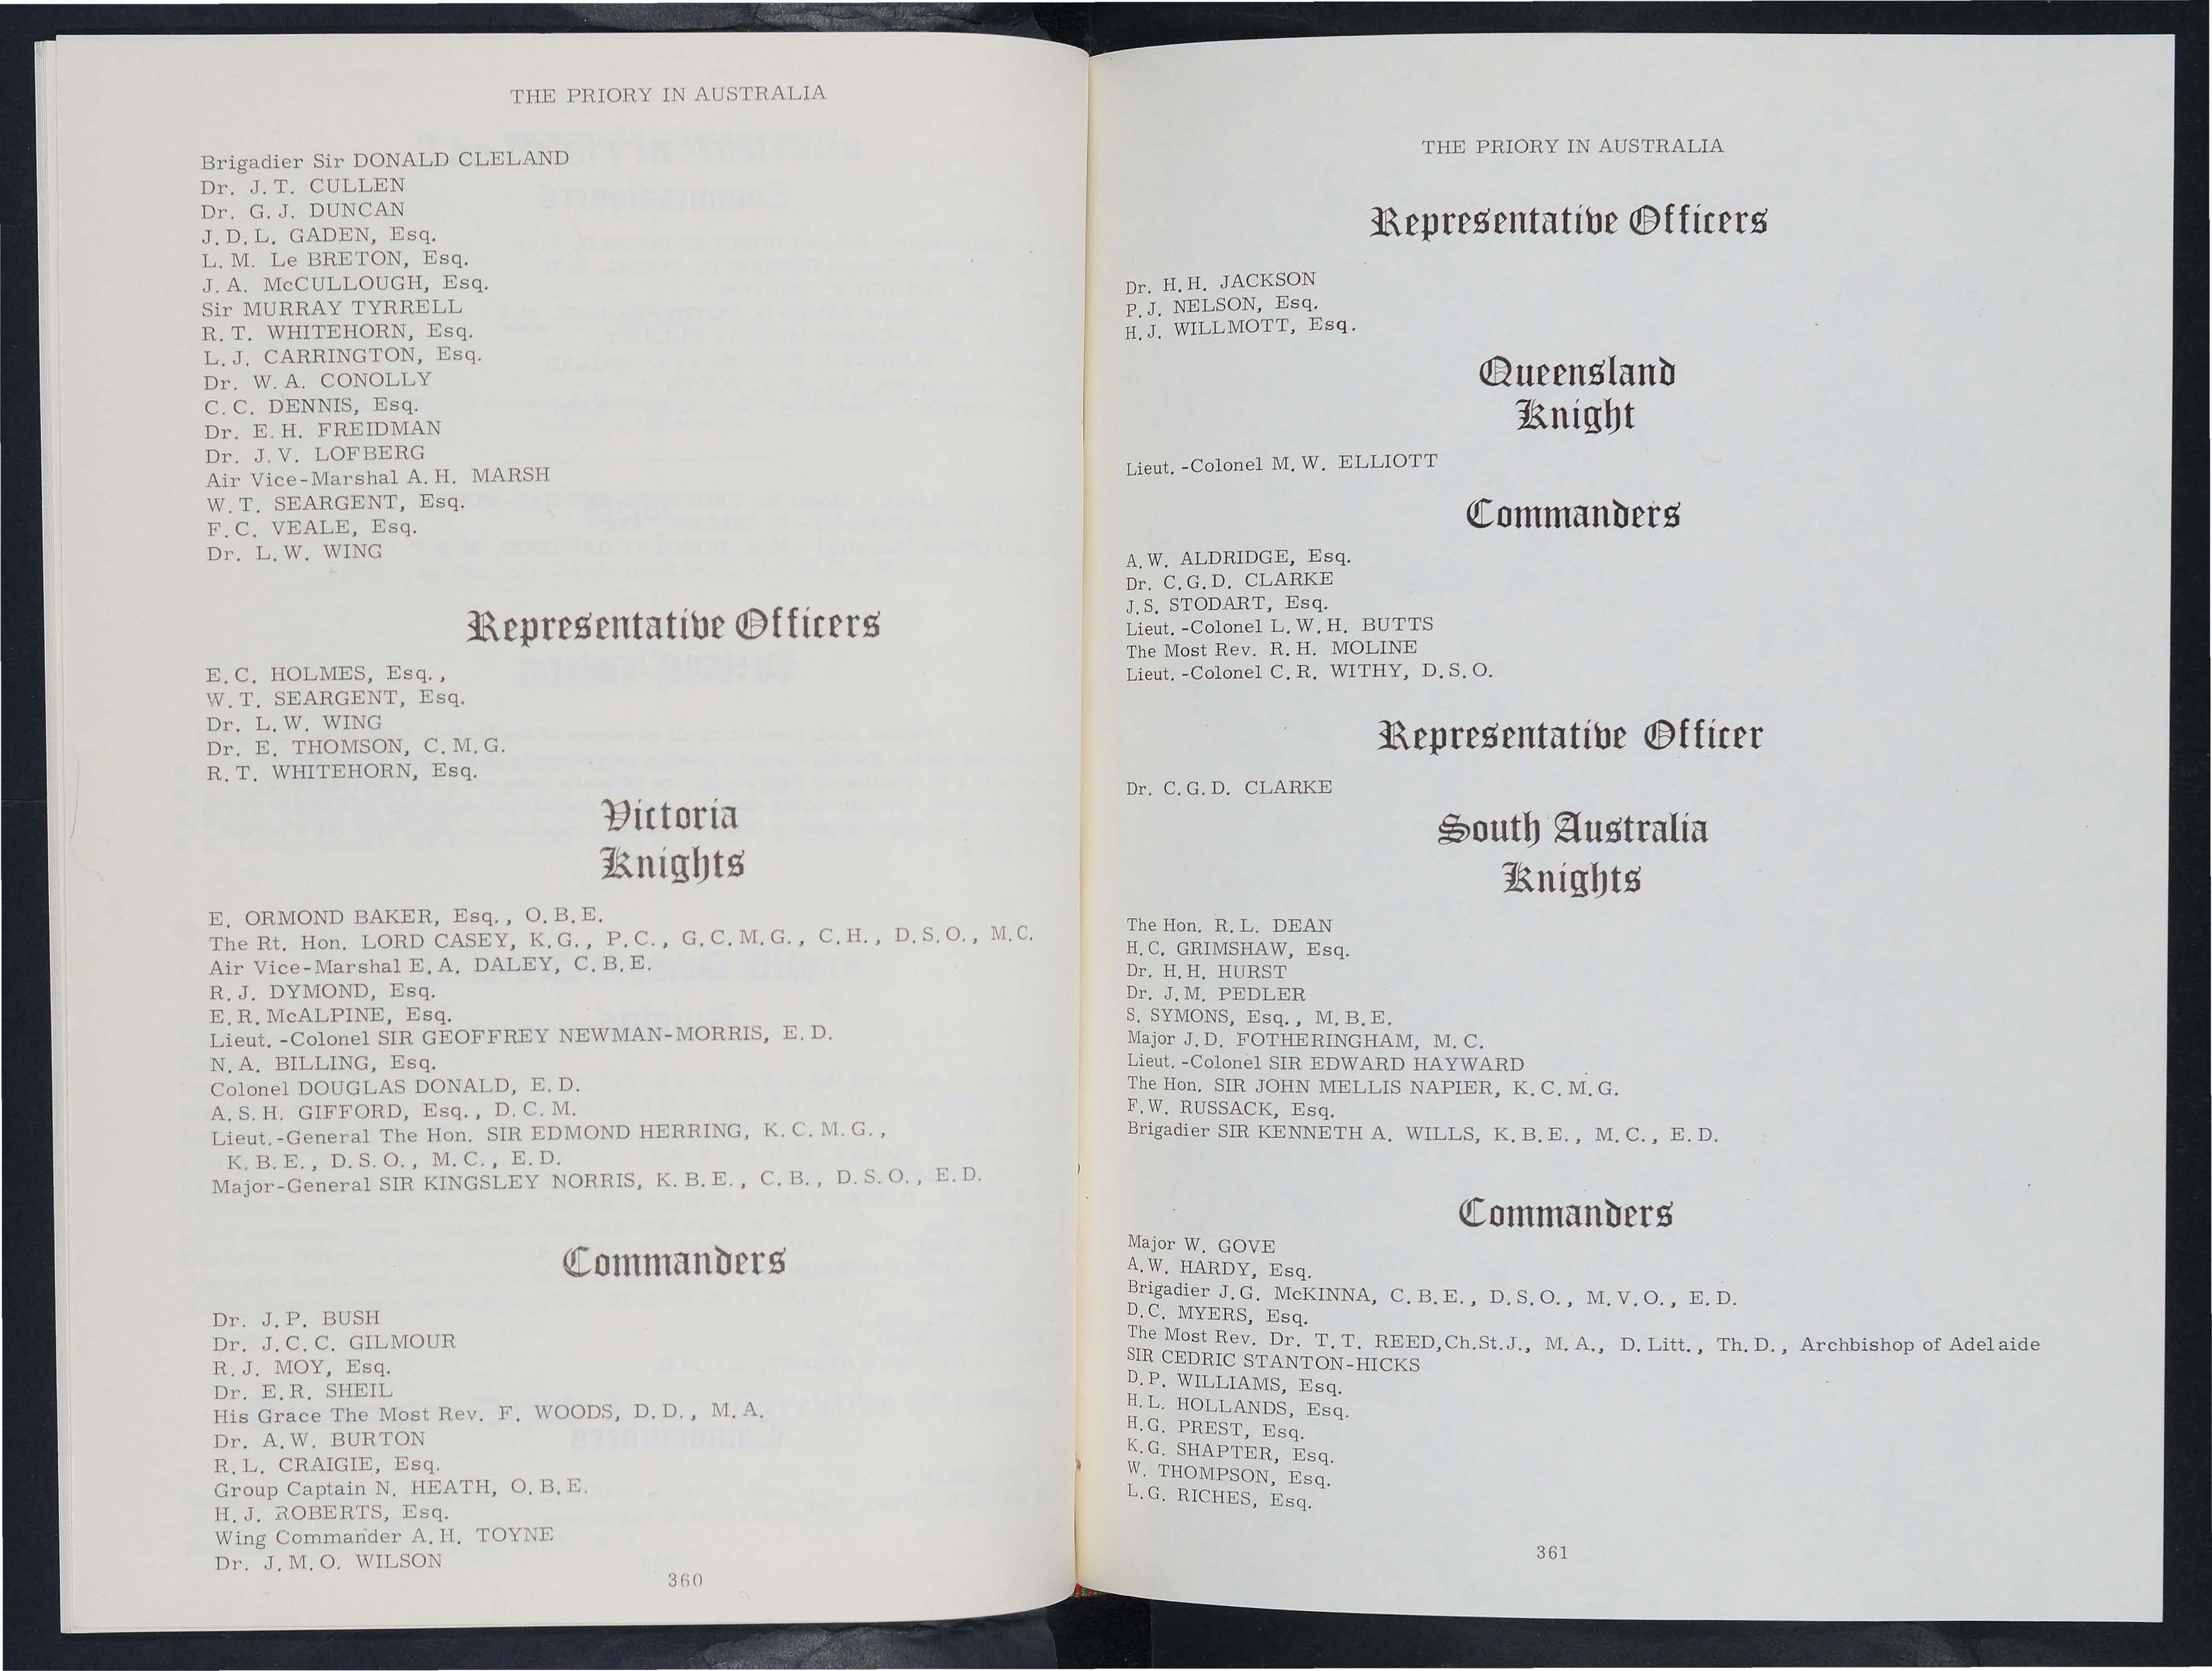 THE PRIORY IN AUSTRALIA
Brigadier Sir DONALD CLELAND
Dr. J.T. CULLEN
Dr. G.J. DUNCAN
J.D.L. GADEN, Esq.
L.M. Le BRETON, Esq.
J.A. McCULLOUGH, Esq.
Sir MURRAY TYRRELL
R.T. WHITEHORN, Esq.
L.J. CARRINGTON, Esq.
Dr. W.A. CONOLLY
C.C. DENNIS, Esq.
Dr. E.H. FREIDMAN
Dr. J.V. LOFBERG
Air Vice-Marshal A.H. MARSH
W.T. SEARGENT, Esq.
F.C. VEALE, Esq.
Dr. L.W. WING
Representative Officers
E.C. HOLMES, Esq.,
W.T. SEARGENT, Esq.
Dr. L.W. WING
Dr. E. THOMSON, C.M.G.
R.T. WHITEHORN, Esq.
Victoria
Knights
E. ORMOND BAKER, Esq., O.B.E.
The Rt. Hon. LORD CASEY, K.G., P.C., G.C.M.G., C.H., D.S.O., M.C.
Air Vice-Marshal E.A. DALEY, C.B.E.
R.J. DYMOND, Esq.
E.R. McALPINE, Esq.
Lieut.-Colonel SIR GEOFFREY NEWMAN-MORRIS, E.D.
N.A. BILLING, Esq.
Colonel DOUGLAS DONALD, E.D.
A.S.H. GIFFORD, Esq., D.C.M.
Lieut.-General The Hon. SIR EDMOND HERRING, K.C.M.G.,
K.B.E., D.S.O., M.C., E.D.
Major-General SIR KINGSLEY NORRIS, K.B.E., C.B., D.S.O., E.D.
Commanders
Dr. J.P. BUSH
Dr. J.C.C. GILMOUR
R.J. MOY, Esq.
Dr. E.R. SHEIL
His Grace The Most Rev. F. WOODS, D.D., M.A.
Dr. A.W. BURTON
R.L. CRAIGIE, Esq.
Group Captain N. HEATH, O.B.E.
H.J. ROBERTS, Esq.
Wing Commander A.H. TOYNE
Dr. J.M.O. WILSON
360
THE PRIORY IN AUSTRALIA
Representative Officers
Dr. H.H. JACKSON
P.J. NELSON, Esq.
H.J. WILLMOTT, Esq.
Queensland
Knight
Lieut.-Colonel M.W. ELLIOTT
Commanders
A.W. ALDRIDGE, Esq.
Dr. C.G.D. CLARKE
J.S. STODART, Esq.
Lieut.-Colonel L.W.H. BUTTS
The Most Rev. R.H. MOLINE
Lieut.-Colonel C.R. WITHY, D.S.O.
Representative Officer
Dr. C.G.D. CLARKE
South Australia
Knights
The Hon. R.L. DEAN
H.C. GRIMSHAW, Esq.
Dr. H.H. HURST
Dr. J.M. PEDLER
S. SYMONS, Esq., M.B.E.
Major J.D. FOTHERINGHAM, M.C.
Lieut.-Colonel SIR EDWARD HAYWARD
The Hon. SIR JOHN MELLIS NAPIER, K.C.M.G.
F.W. RUSSACK, Esq.
Brigadier SIR KENNETH A. WILLS, K.B.E., M.C., E.D.
Commanders
Major W. GOVE
A.W. HARDY, Esq.
Brigadier J.G. McKINNA, C.B.E., D.S.O., M.V.O., E.D.
D.C. MYERS, Esq.
The Most Rev. Dr. T.T. REED, Ch.St.J., M.A., D.Litt., Th.D., Archbishop of Adelaide
SIR CEDRIC STANTON-HICKS
D.P. WILLIAMS, Esq.
H.L. HOLLANDS, Esq.
H.G. PREST, Esq.
K.G. SHAPTER, Esq.
W. THOMPSON, Esq.
L.G. RICHES, Esq.
361